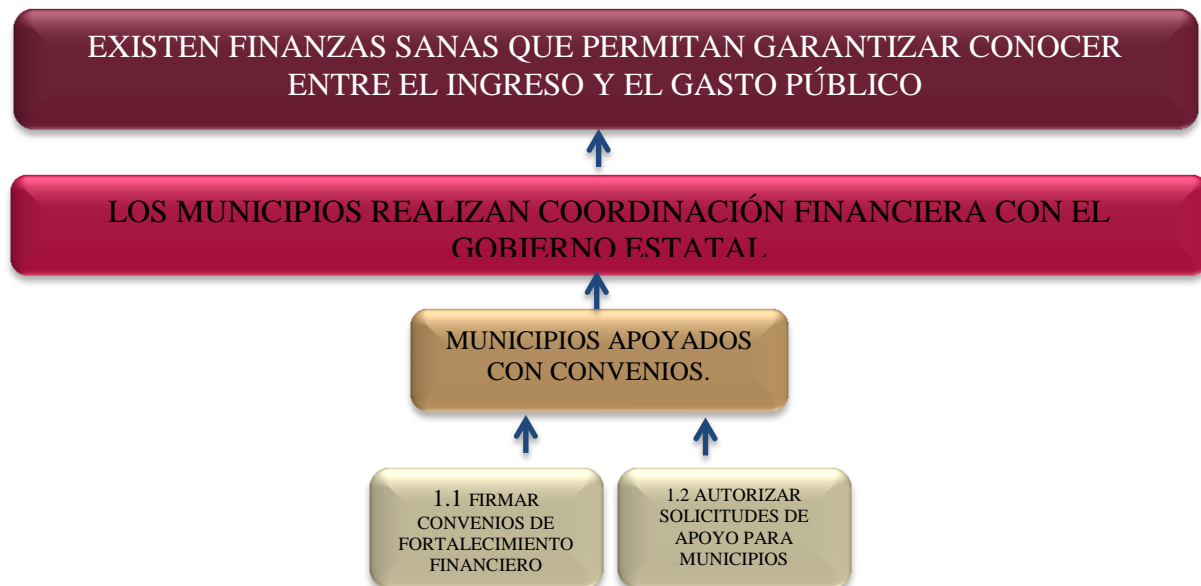 EXISTEN FINANZAS SANAS QUE PERMITAN GARANTIZAR CONOCER
ENTRE EL INGRESO Y EL GASTO PÚBLICO
LOS MUNICIPIOS REALIZAN COORDINACIÓN FINANCIERA CON EL
GOBIERNO ESTATAL
MUNICIPIOS APOYADOS
CON CONVENIOS.
1.1 FIRMAR
CONVENIOS DE
FORTALECIMIENTO
FINANCIERO
1.2 AUTORIZAR
SOLICITUDES DE
APOYO PARA
MUNICIPIOS